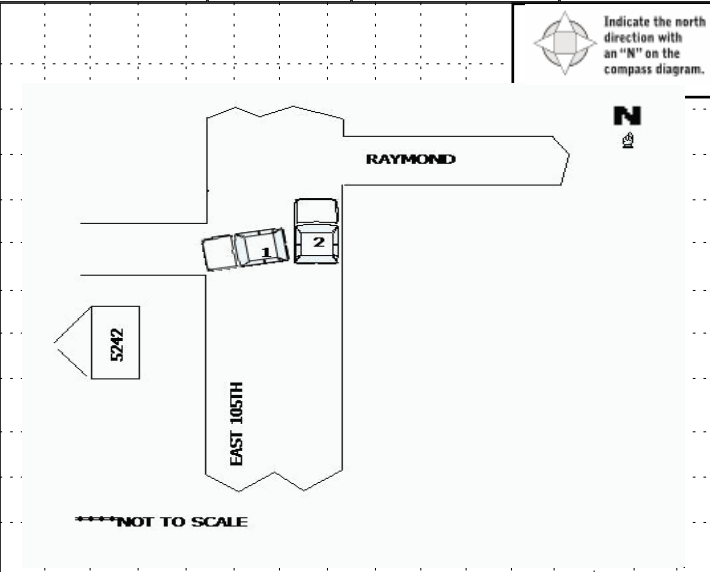 Indicate the north
direction with
an “N” on the
compass diagram.
N
RAYMOND
1
2
5242
EAST 105TH
NOT TO SCALE